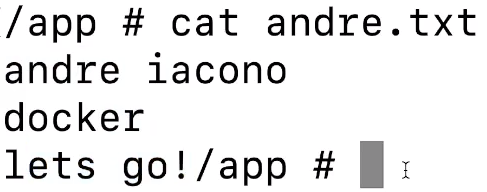 /app # cat andre.txt
andre iacono
docker
lets go!/app #